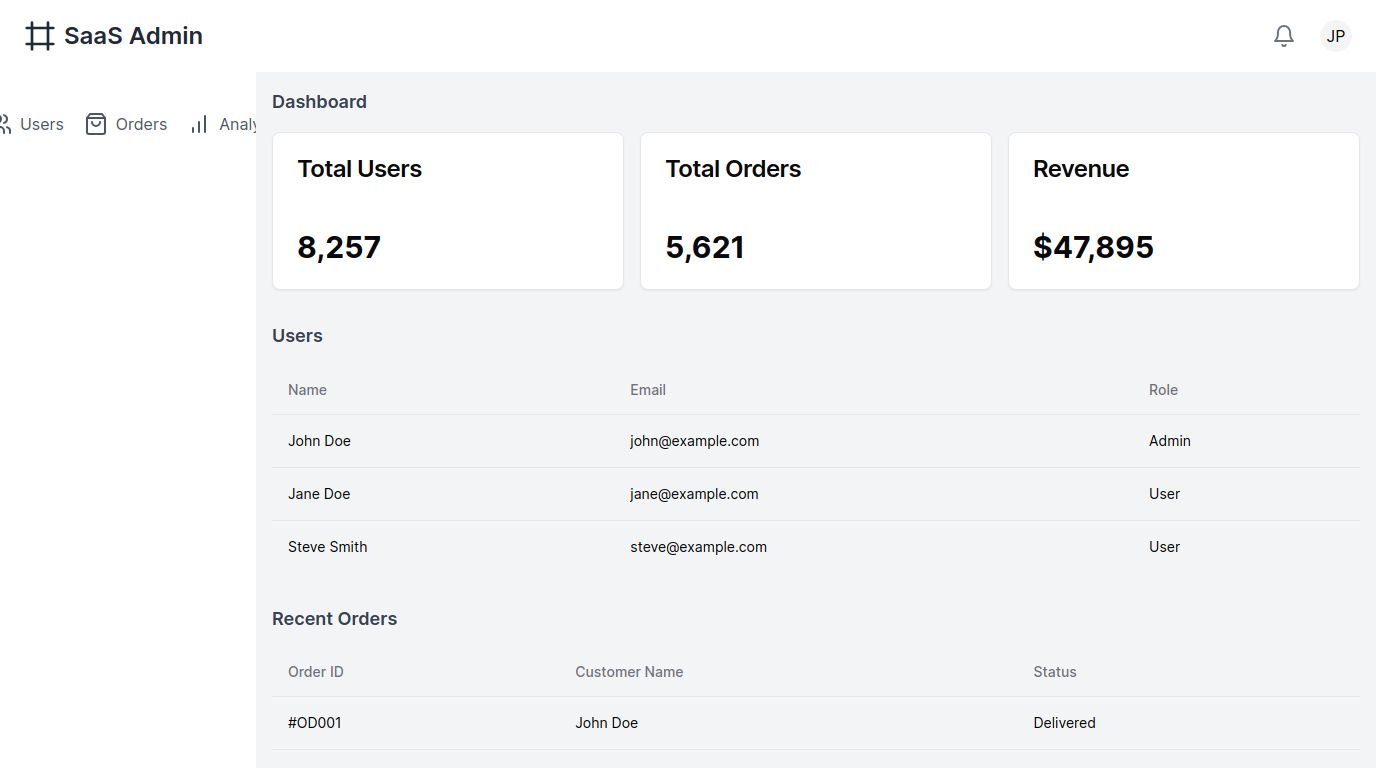 SaaS Admin
JP
Users Orders Analy
Dashboard
Total Users Total Orders Revenue
8,257 5,621 $47,895
Users
Name Email Role
John Doe john@example.com Admin
Jane Doe jane@example.com User
Steve Smith steve@example.com User
Recent Orders
Order ID Customer Name Status
#OD001 John Doe Delivered